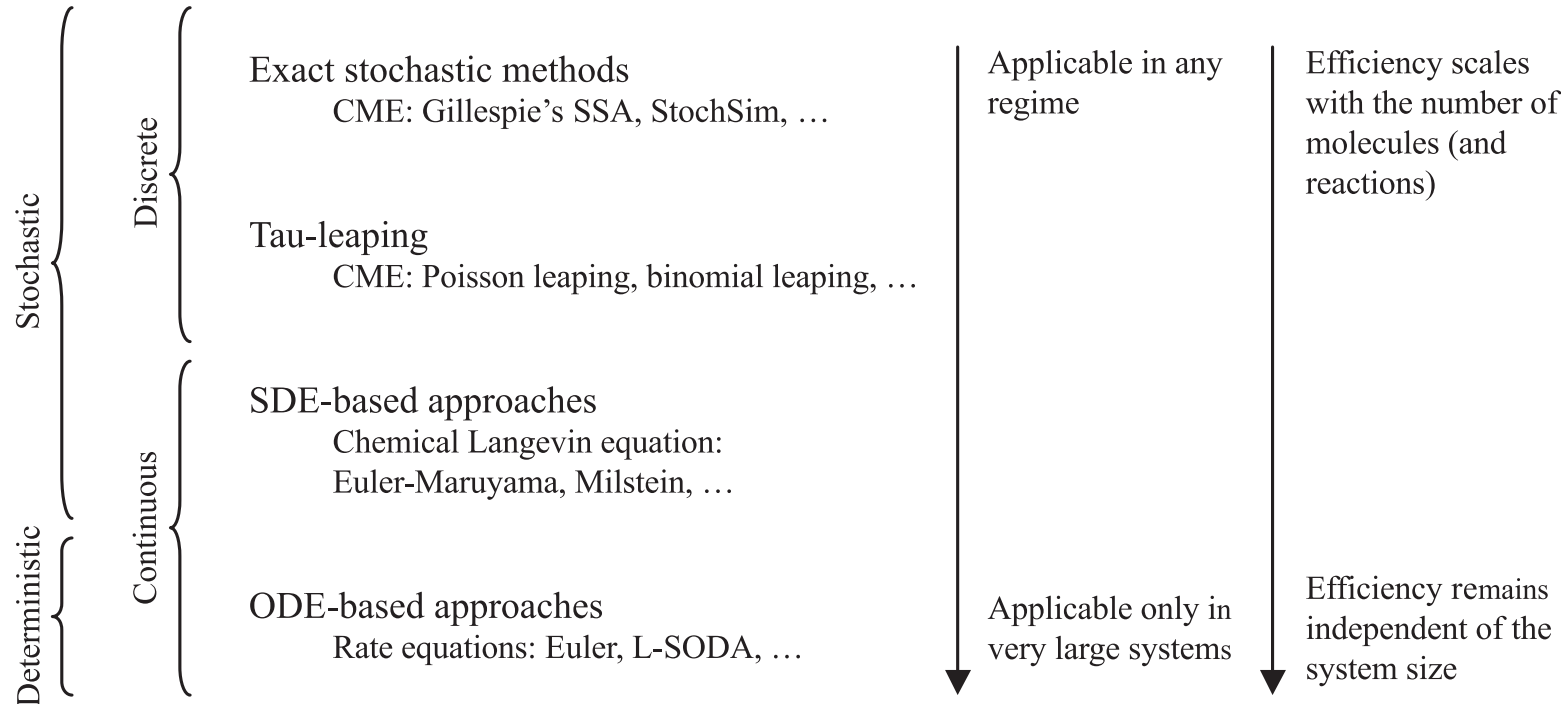 Stochastic
Deterministic
Discrete
Continuous
Exact stochastic methods
CME: Gillespie’s SSA, StochSim, …
Tau-leaping
CME: Poisson leaping, binomial leaping, …
SDE-based approaches
Chemical Langevin equation:
Euler-Maruyama, Milstein, …
ODE-based approaches
Rate equations: Euler, L-SODA, …
Applicable in any
regime
Applicable only in
very large systems
Efficiency scales
with the number of
molecules (and
reactions)
Efficiency remains
independent of the
system size